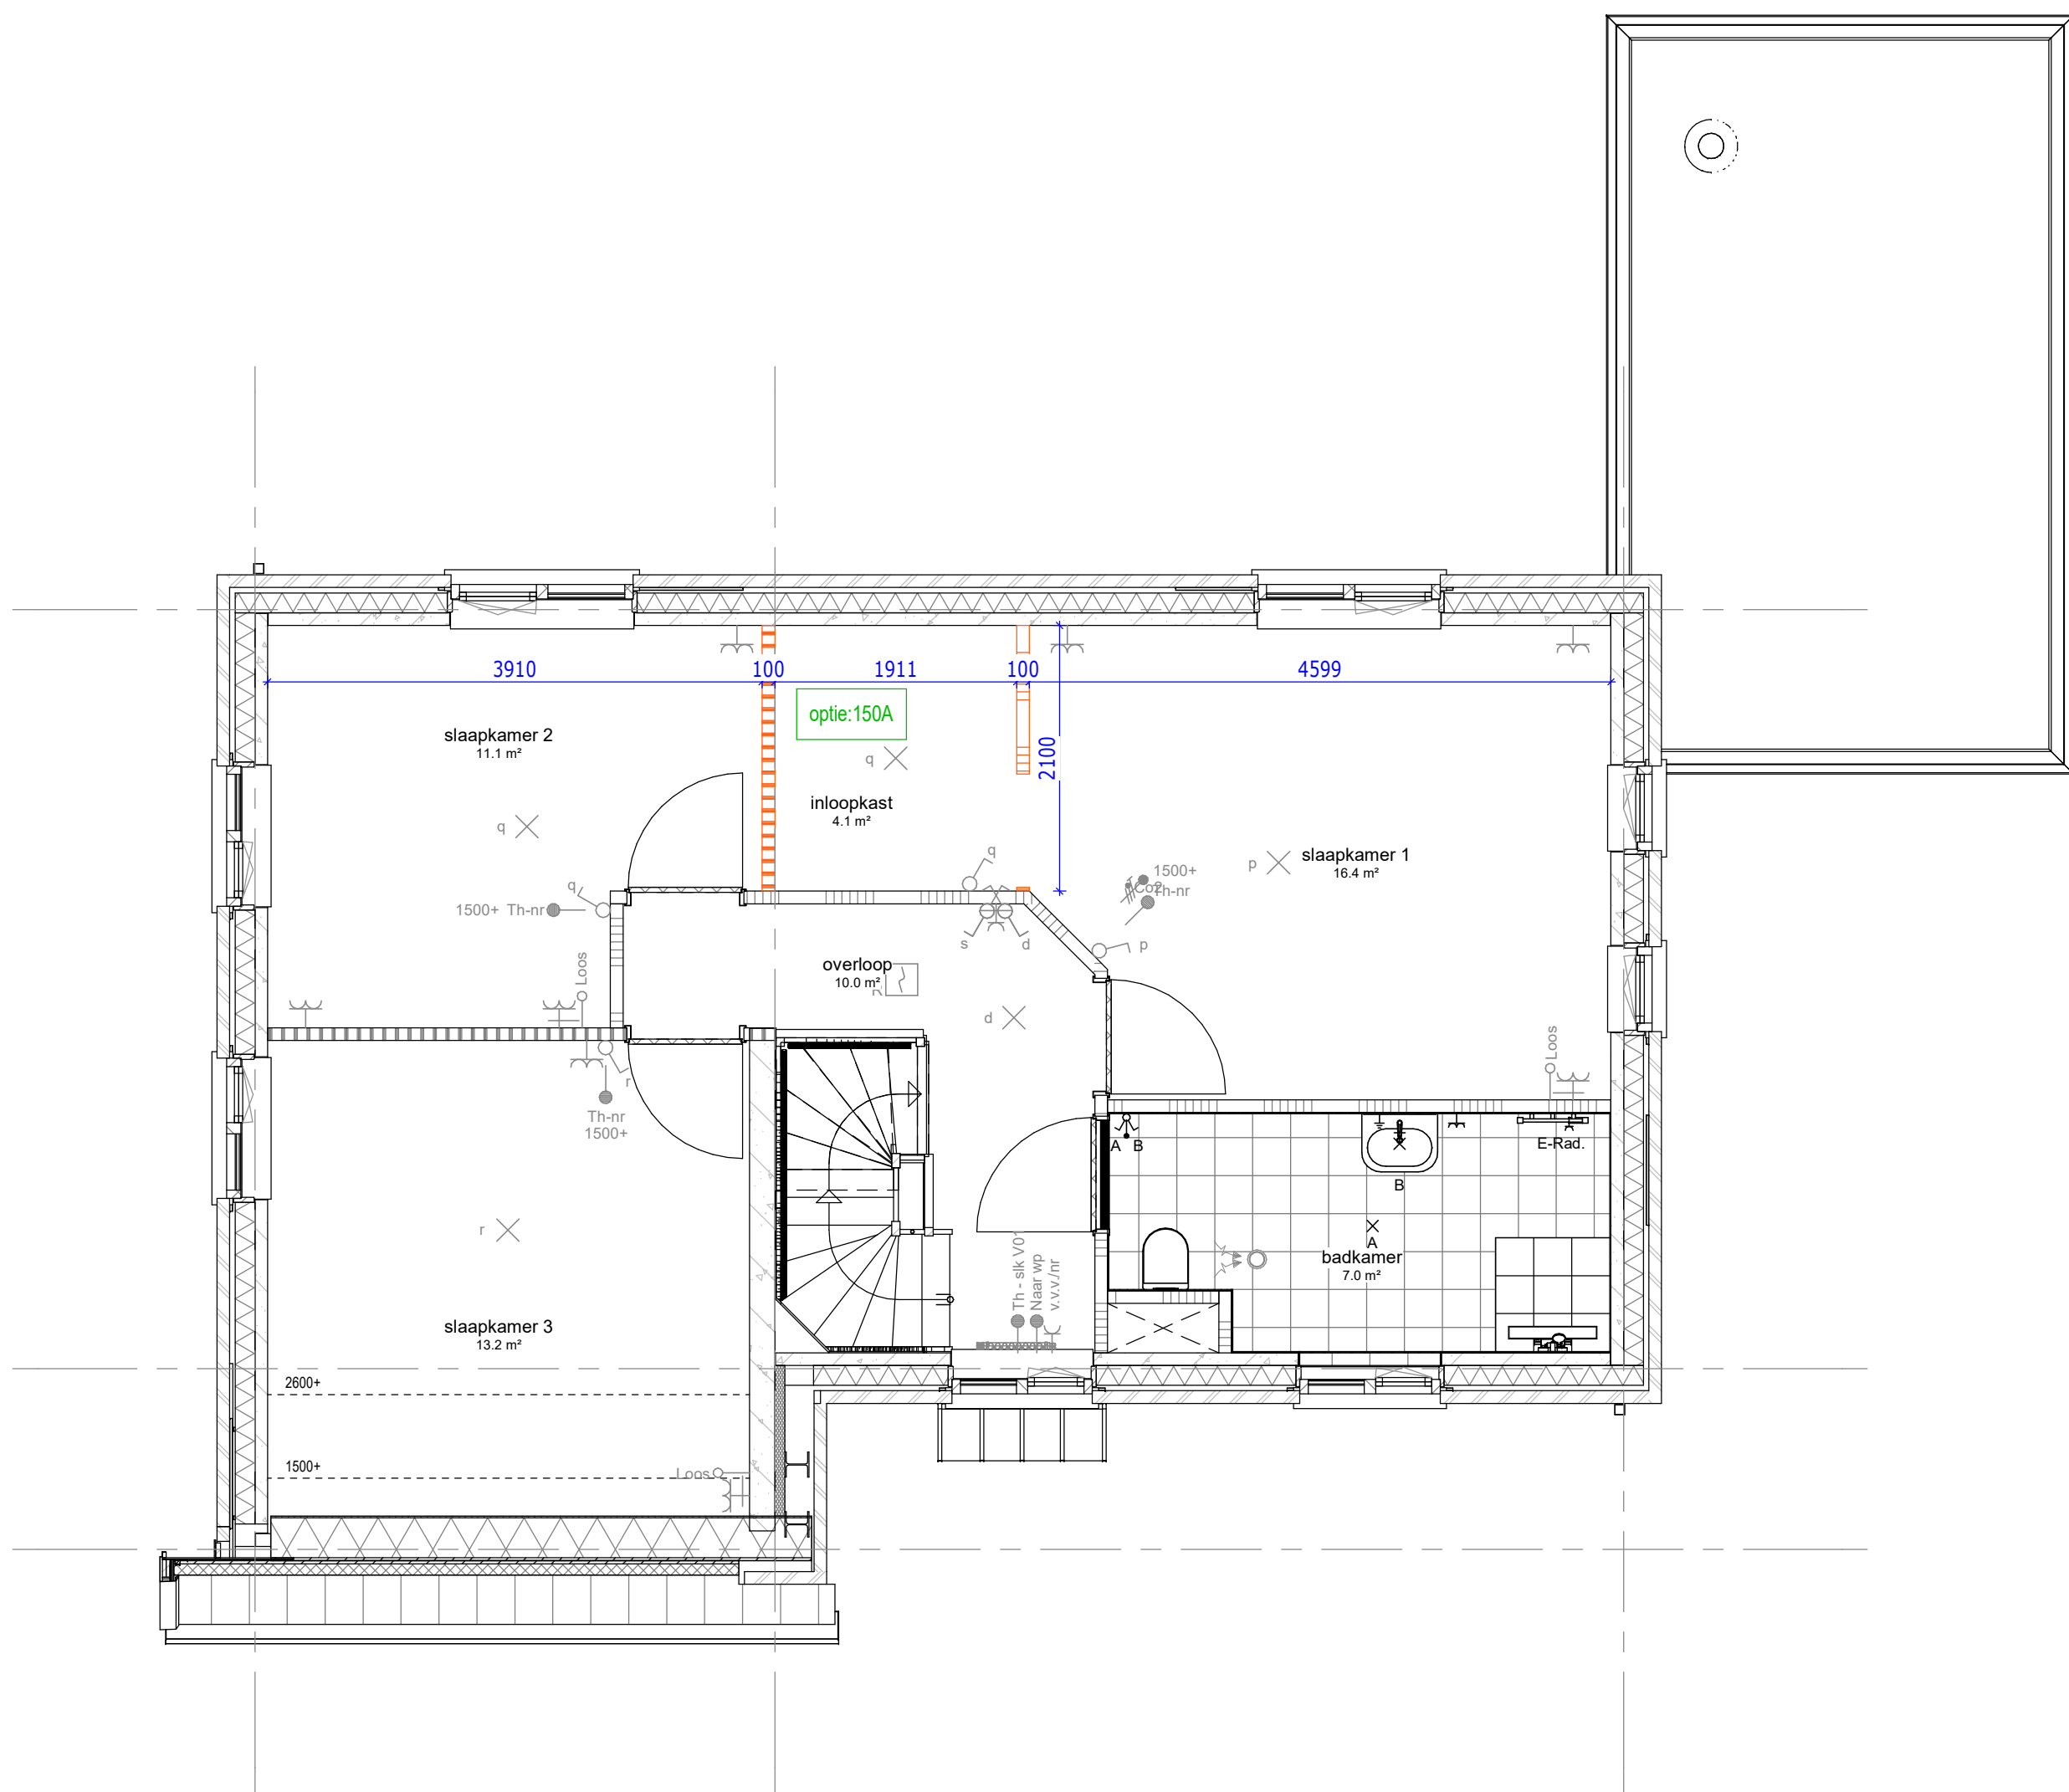 3910
100
1911
100
4599
optie:150A
2100
slaapkamer 2
11.1 m²
q
inloopkast
4.1 m²
q
slaapkamer 1
16.4 m²
p
q
1500+
Th-nr
q
1500+ Th-nr
s
d
p
overloop
10.0 m²
Loos
d
Loos
r
Th-nr
1500+
A B
E-Rad.
B
A
badkamer
7.0 m²
r
Th - slk V01
Naar wp
v.v.v./nr
slaapkamer 3
13.2 m²
2600+
1500+
Loos